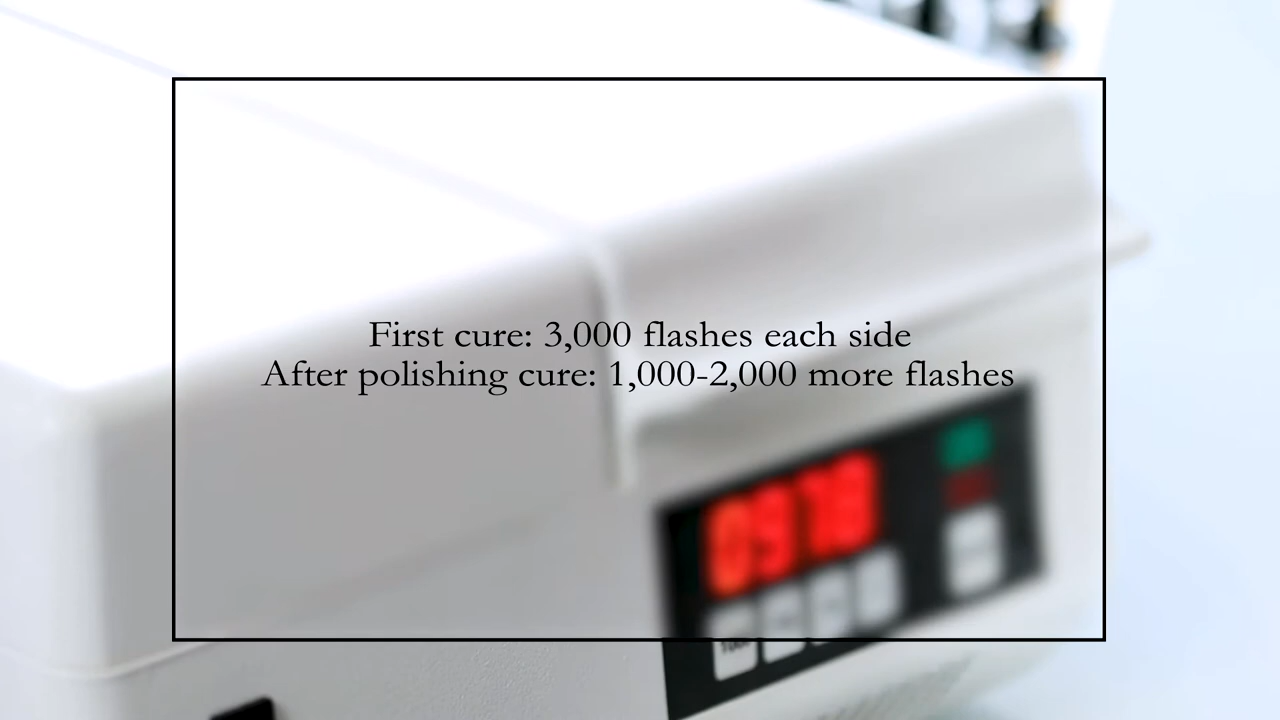 First cure: 3,000 flashes each side
After polishing cure: 1,000-2,000 more flashes